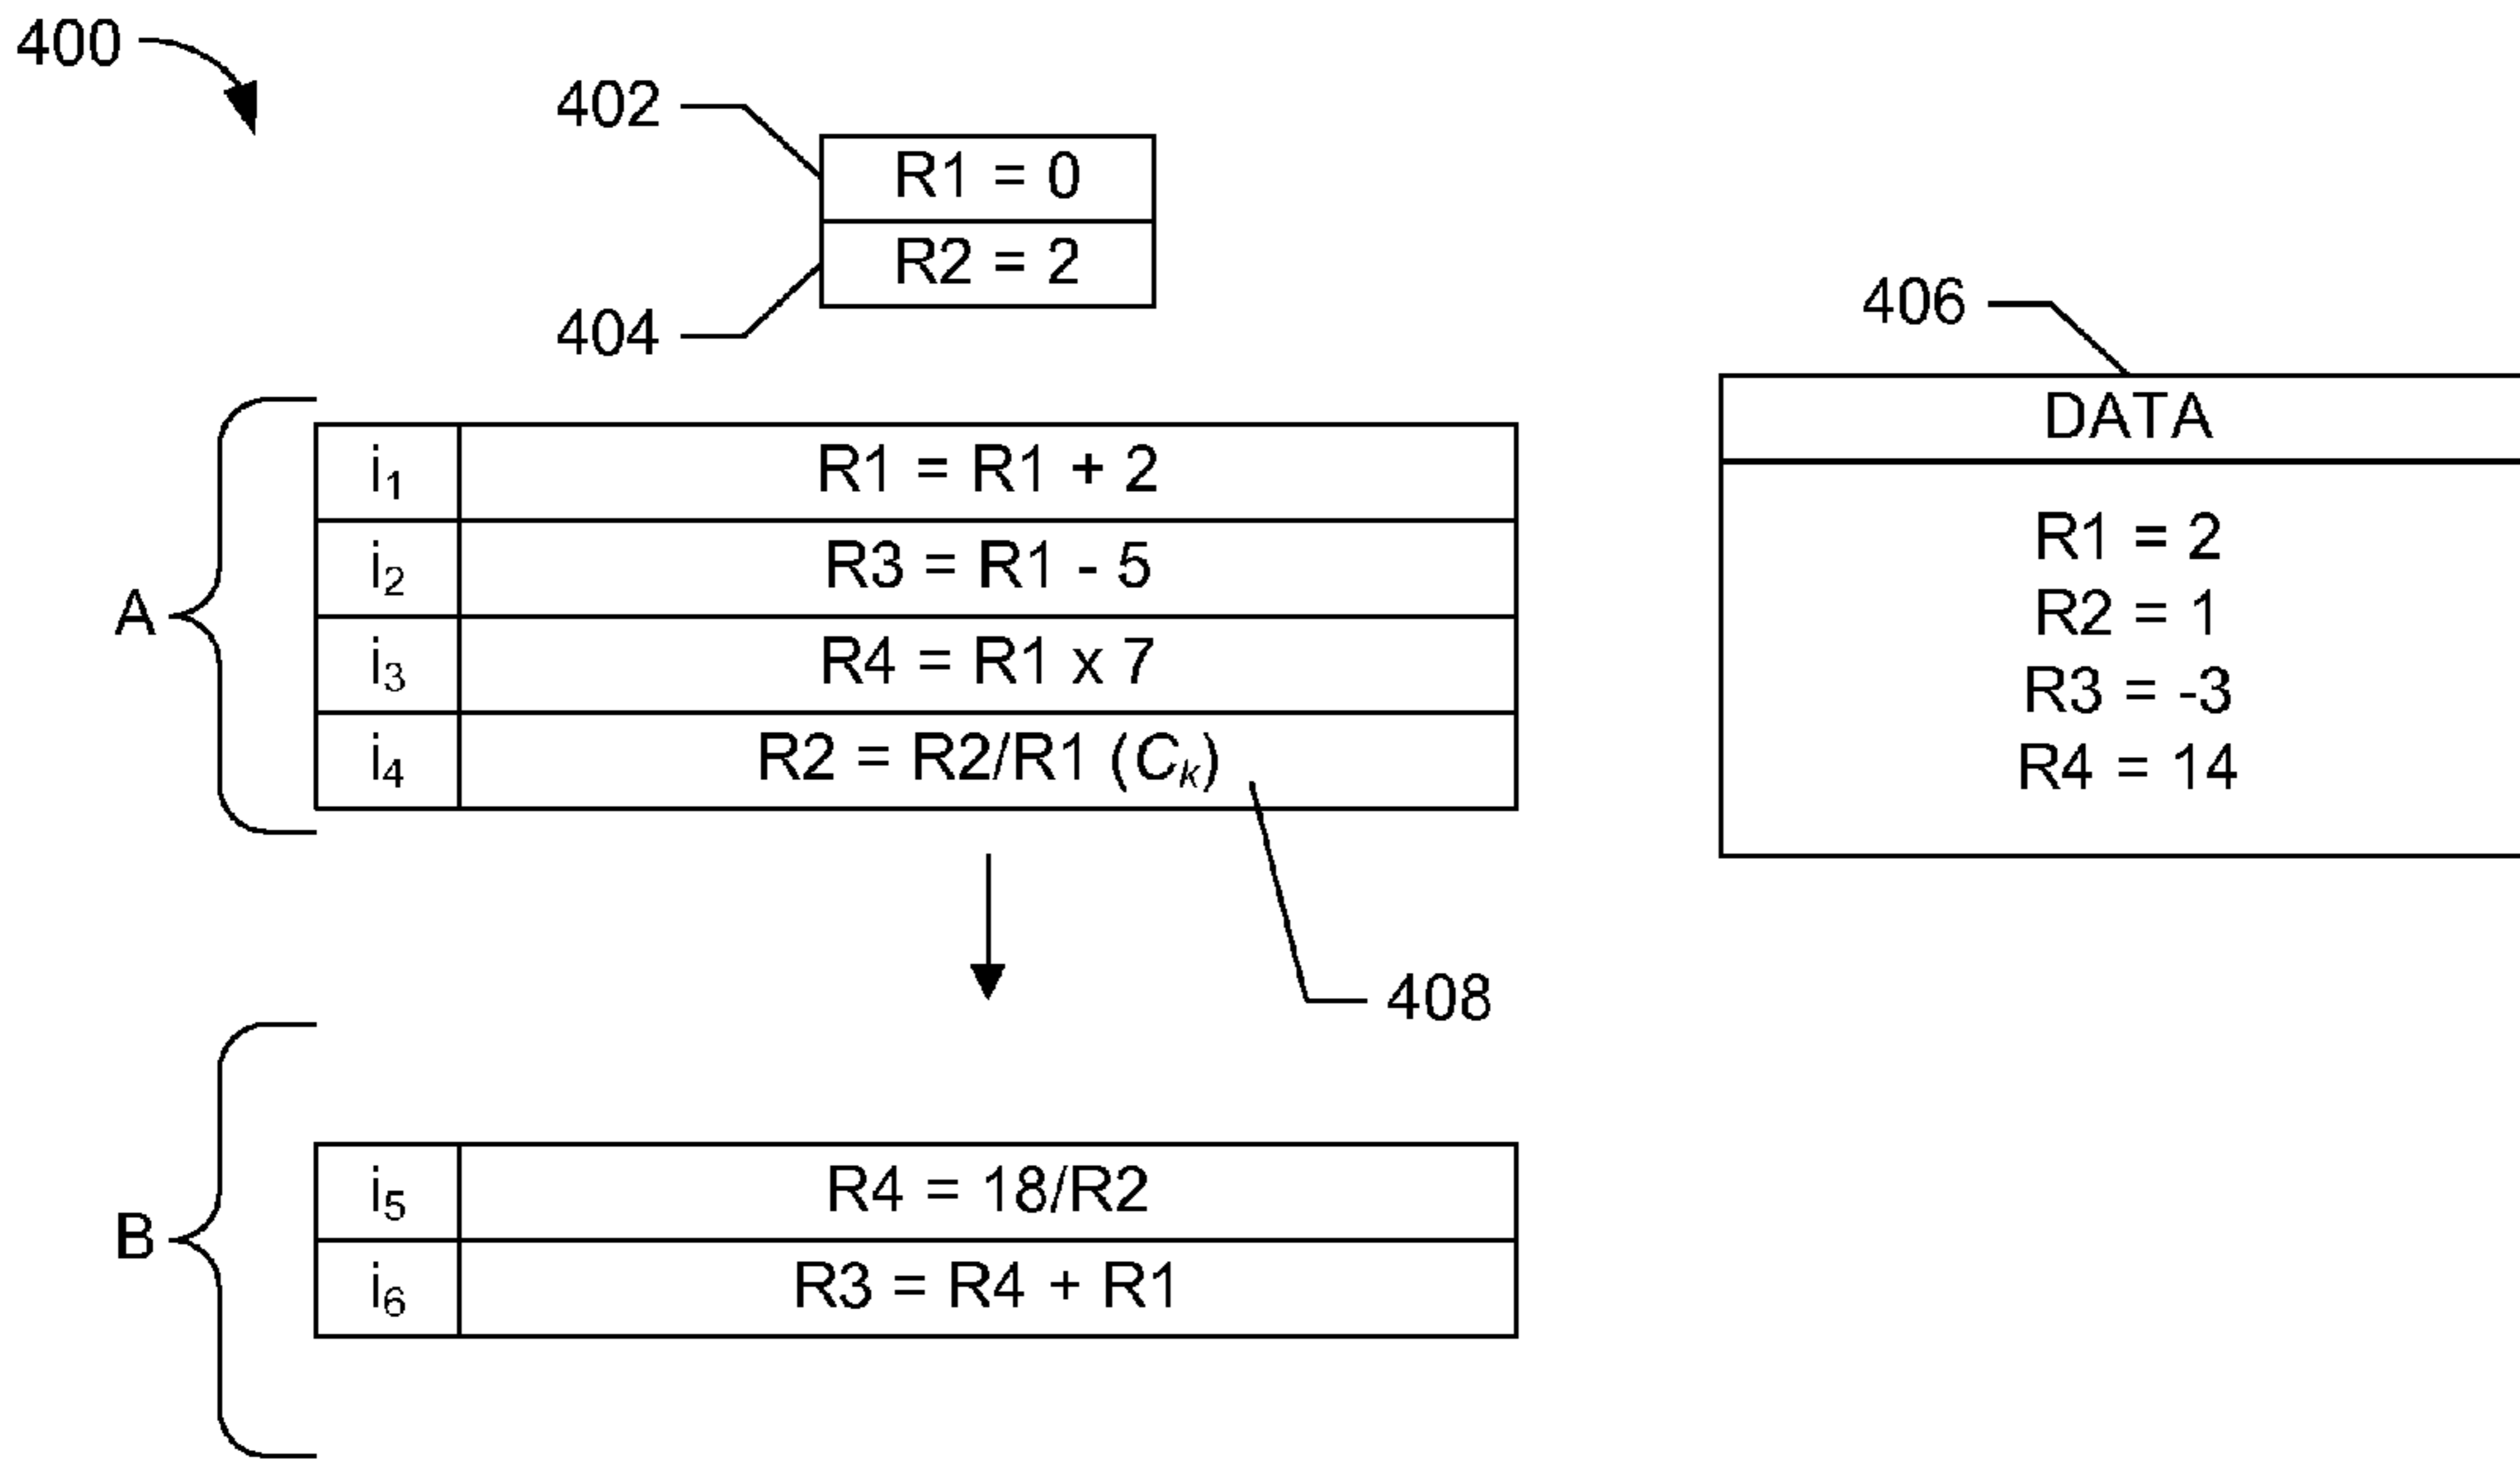 400
402
R1 = 0
R2 = 2
404
406
DATA
R1 = 2
R2 = 1
R3 = -3
R4 = 14
A
i1 R1 = R1 + 2
i2 R3 = R1 - 5
i3 R4 = R1 x 7
i4 R2 = R2/R1 (Ck)
408
B
i5 R4 = 18/R2
i6 R3 = R4 + R1